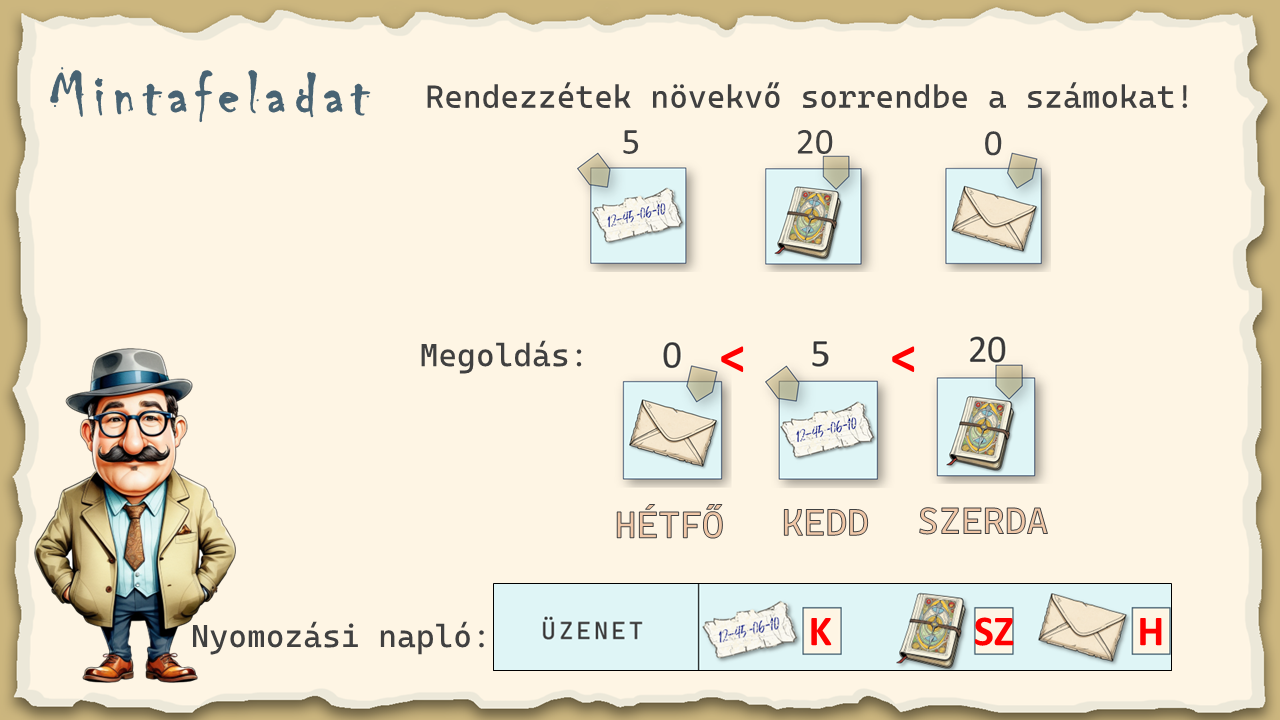 Mintafeladat
Rendezzétek növekvő sorrendbe a számokat!
5 20 0
12-45-06-10
Megoldás: 0 < 5 < 20
12-45-06-10
HÉTFŐ KEDD SZERDA
Nyomozási napló: ÜZENET 12-45-06-10 K SZ H